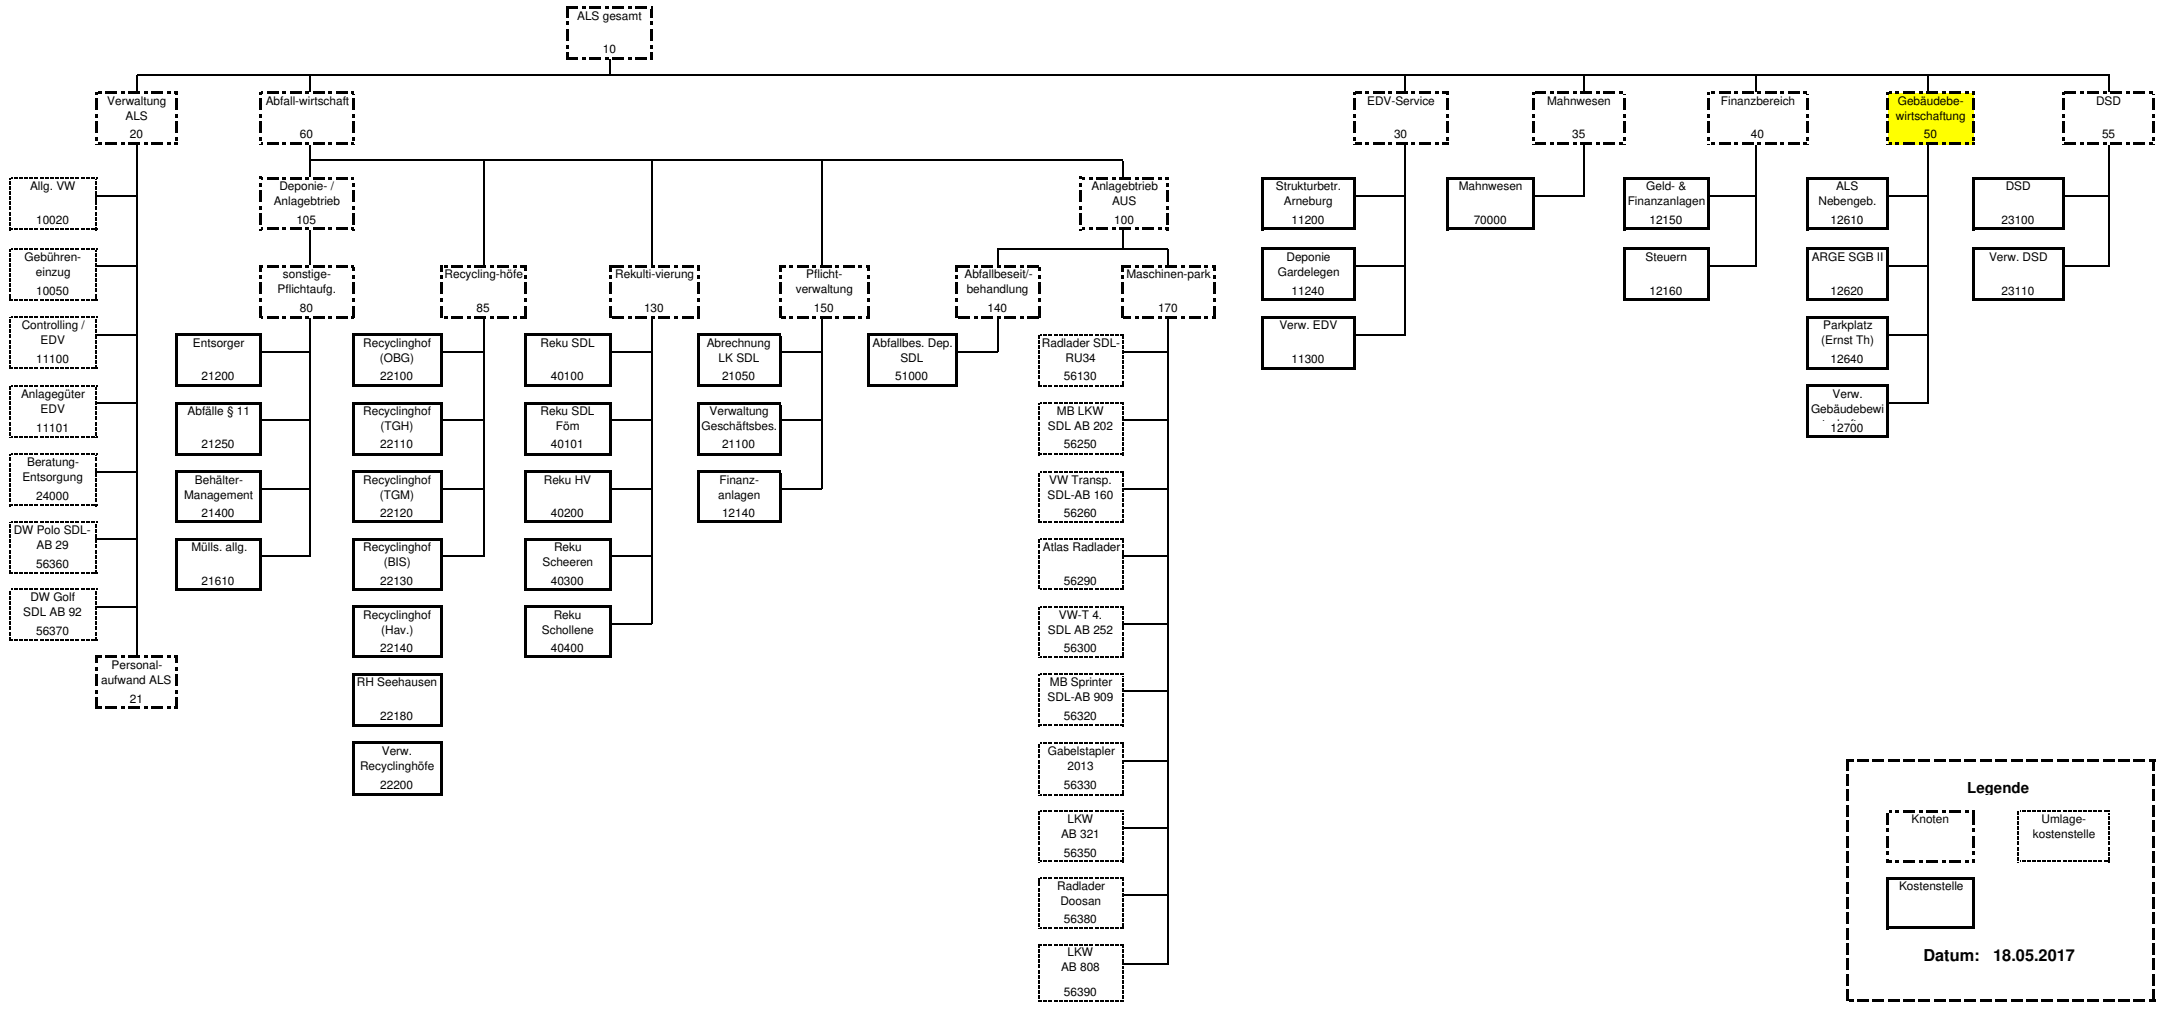 ALS gesamt
10
Verwaltung
ALS
20
Abfall-wirtschaft
60
EDV-Service
30
Mahnwesen
35
Finanzbereich
40
Gebäudebe-
wirtschaftung
50
DSD
55
Allg. VW
10020
Gebühren-
einzug
10050
Controlling /
EDV
11100
Anlagegüter
EDV
11101
Beratung-
Entsorgung
24000
DW Polo SDL-
AB 29
56360
DW Golf
SDL AB 92
56370
Personal-
aufwand ALS
21
Deponie- /
Anlagebtrieb
105
Anlagebtrieb
AUS
100
sonstige-
Pflichtaufg.
80
Recycling-höfe
85
Rekulti-vierung
130
Pflicht-
verwaltung
150
Abfallbeseit/-
behandlung
140
Maschinen-park
170
Entsorger
21200
Abfälle § 11
21250
Behälter-
Management
21400
Mülls. allg.
21610
Recyclinghof
(OBG)
22100
Recyclinghof
(TGH)
22110
Recyclinghof
(TGM)
22120
Recyclinghof
(BIS)
22130
Recyclinghof
(Hav.)
22140
RH Seehausen
22180
Verw.
Recyclinghöfe
22200
Reku SDL
40100
Reku SDL
Föm
40101
Reku HV
40200
Reku
Scheeren
40300
Reku
Schollene
40400
Abrechnung
LK SDL
21050
Verwaltung
Geschäftsbes.
21100
Finanz-
anlagen
12140
Abfallbes. Dep.
SDL
51000
Radlader SDL-
RU34
56130
MB LKW
SDL AB 202
56250
VW Transp.
SDL-AB 160
56260
Atlas Radlader
56290
VW-T 4.
SDL AB 252
56300
MB Sprinter
SDL-AB 909
56320
Gabelstapler
2013
56330
LKW
AB 321
56350
Radlader
Doosan
56380
LKW
AB 808
56390
Strukturbetr.
Arneburg
11200
Deponie
Gardelegen
11240
Verw. EDV
11300
Mahnwesen
70000
Geld- &
Finanzanlagen
12150
Steuern
12160
ALS
Nebengeb.
12610
ARGE SGB II
12620
Parkplatz
(Ernst Th)
12640
Verw.
Gebäudebewi
12700
DSD
23100
Verw. DSD
23110
Legende
Knoten
Umlage-
kostenstelle
Kostenstelle
Datum: 18.05.2017